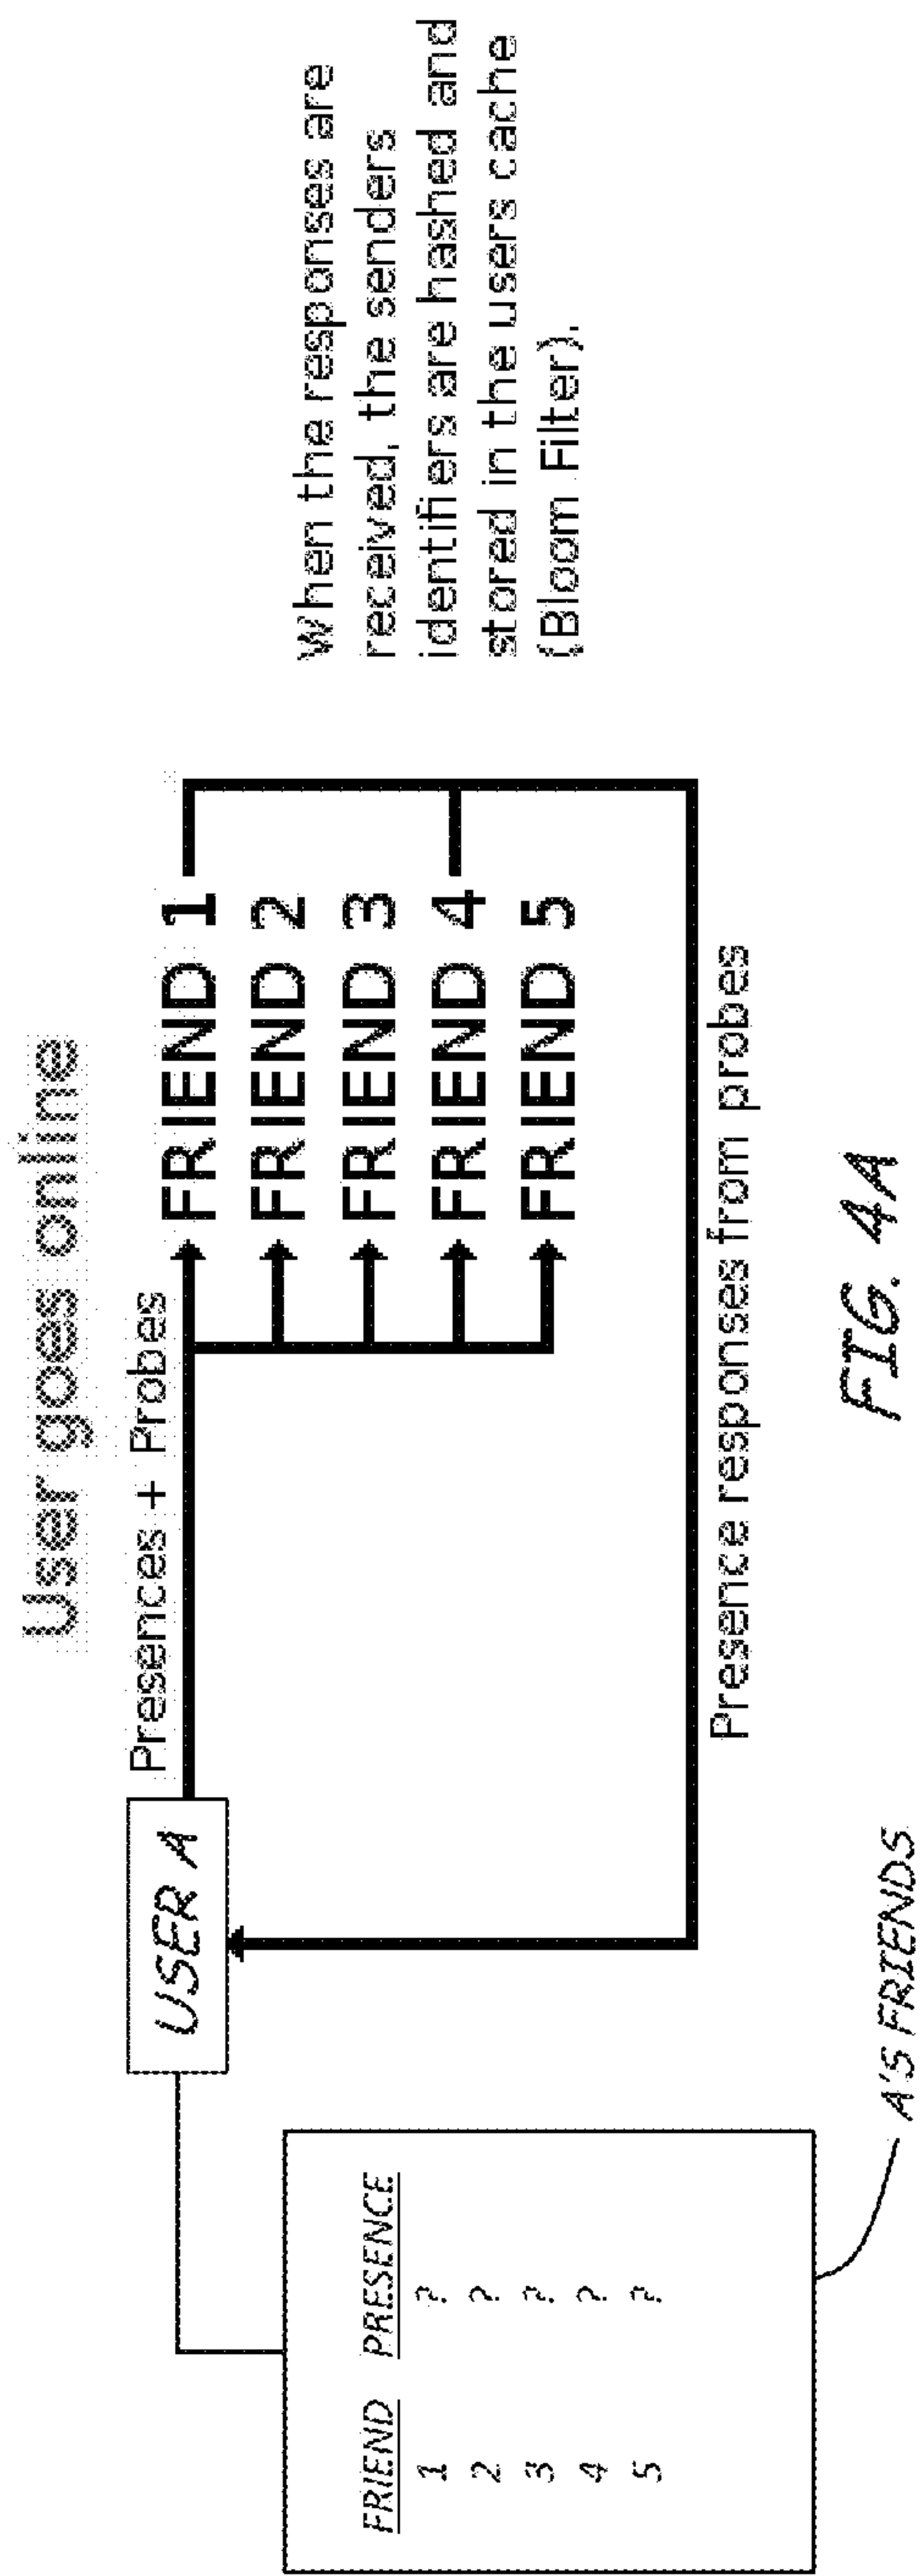 User goes online
Presences + Probes
USER A
FRIEND 1
FRIEND 2
FRIEND 3
FRIEND 4
FRIEND 5
When the responses are
received, the senders
identifiers are hashed and
stored in the users cache
(Bloom Filter).
FRIEND PRESENCE
1 ?
2 ?
3 ?
4 ?
5 ?
Presence responses from probes
A'S FRIENDS
FIG. 4A